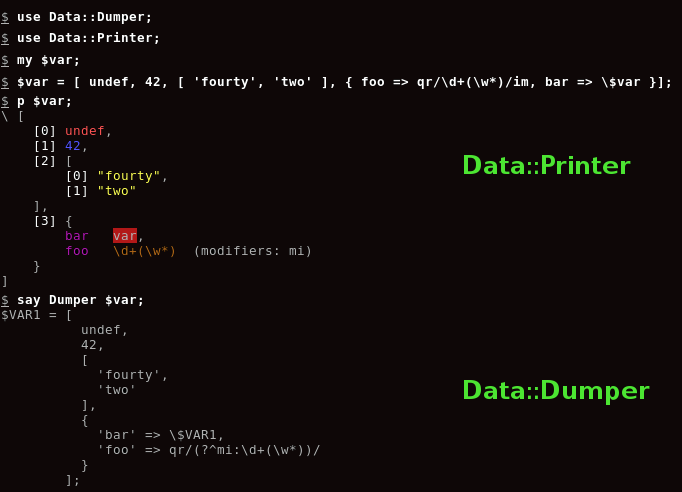 $ use Data::Dumper;
$ use Data::Printer;
$ my $var;
$ $var = [ undef, 42, [ 'fourty', 'two' ], { foo => qr/\d+(\w*)/im, bar => \$var }];
$ p $var;
\ [
    [0] undef,
    [1] 42,
    [2] [
        [0] "fourty",
        [1] "two"
    ],
    [3] {
        bar   var,
        foo   \d+(\w*)  (modifiers: mi)
    }
]
Data::Printer
$ say Dumper $var;
$VAR1 = [
          undef,
          42,
          [
            'fourty',
            'two'
          ],
          {
            'bar' => \$VAR1,
            'foo' => qr/(?^mi:\d+(\w*))/
          }
        ];
Data::Dumper